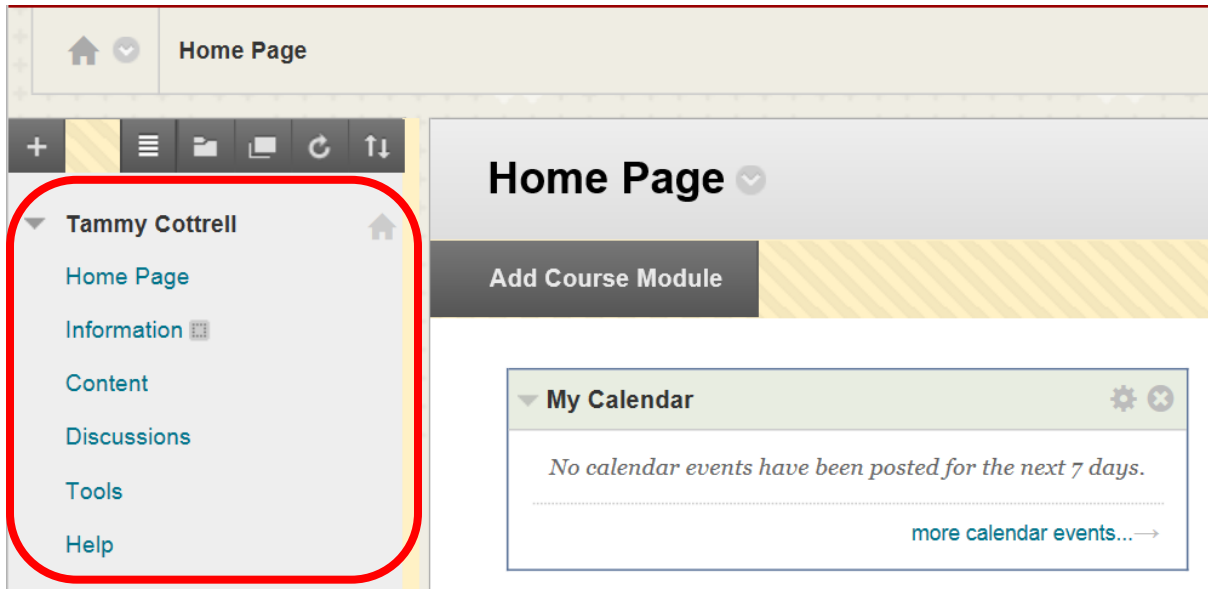 Home Page
Tammy Cottrell
Home Page
Information
Content
Discussions
Tools
Help
Home Page
Add Course Module
My Calendar
No calendar events have been posted for the next 7 days.
more calendar events...→